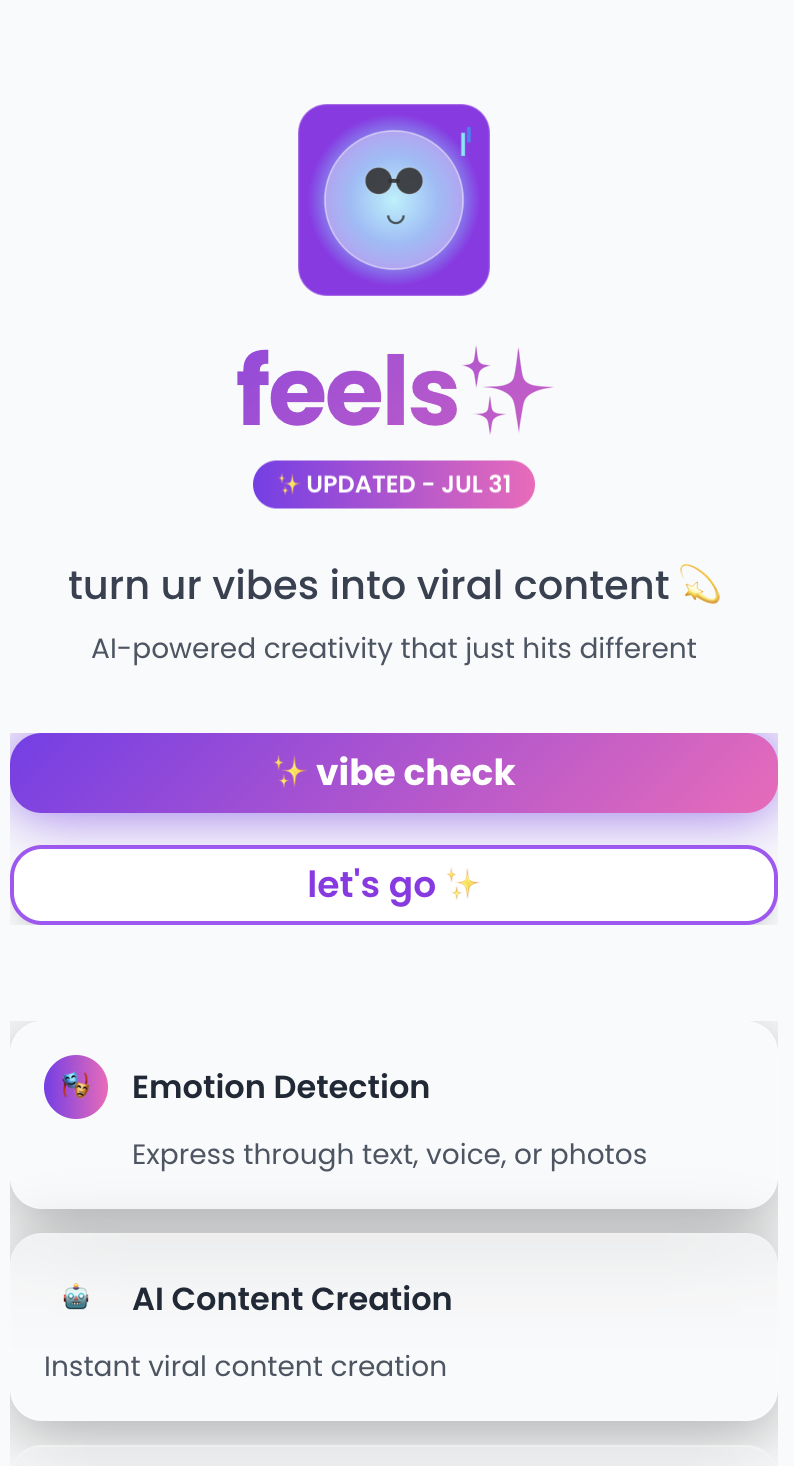 feels✨
✨ UPDATED - JUL 31
turn ur vibes into viral content 💫
AI-powered creativity that just hits different
✨ vibe check
let's go ✨
Emotion Detection
Express through text, voice, or photos
AI Content Creation
Instant viral content creation